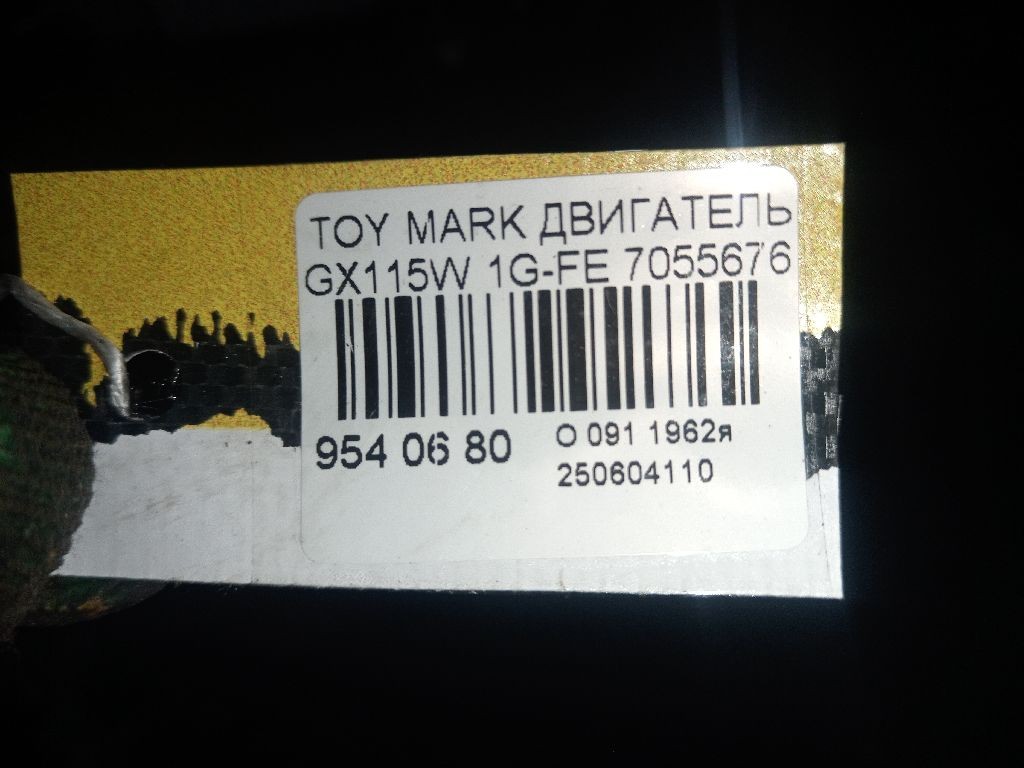 TOY MARK ДВИГАТЕЛЬ
GX115W 1G-FE 7055676
954 06 80
О 091 1962я
250604110